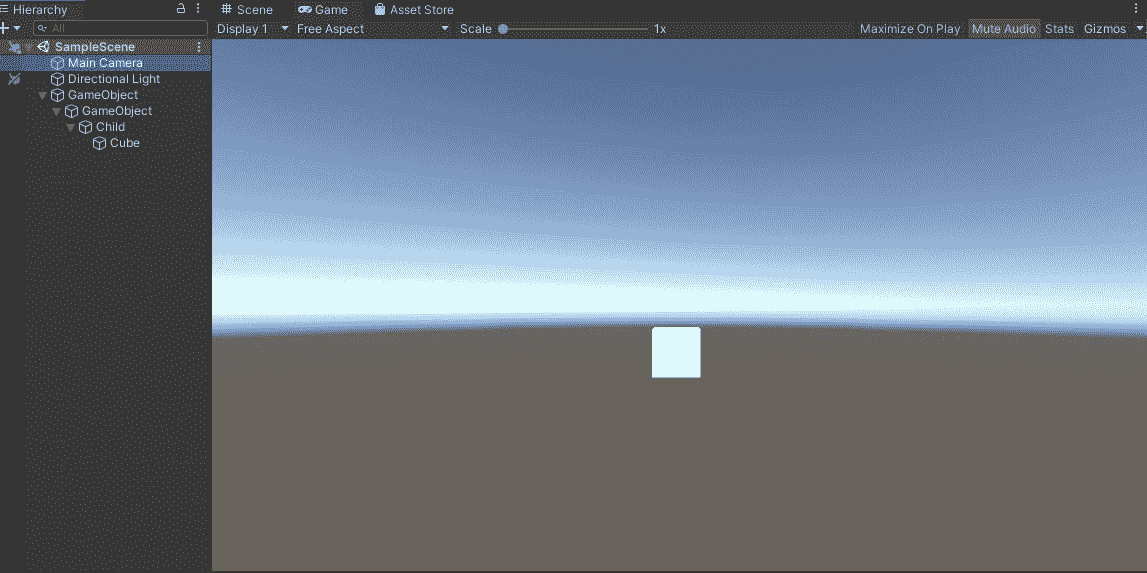 Hierarchy
All
SampleScene
Main Camera
Directional Light
GameObject
GameObject
Child
Cube
Scene Game Asset Store
Display 1 Free Aspect Scale 1x Maximize On Play Mute Audio Stats Gizmos